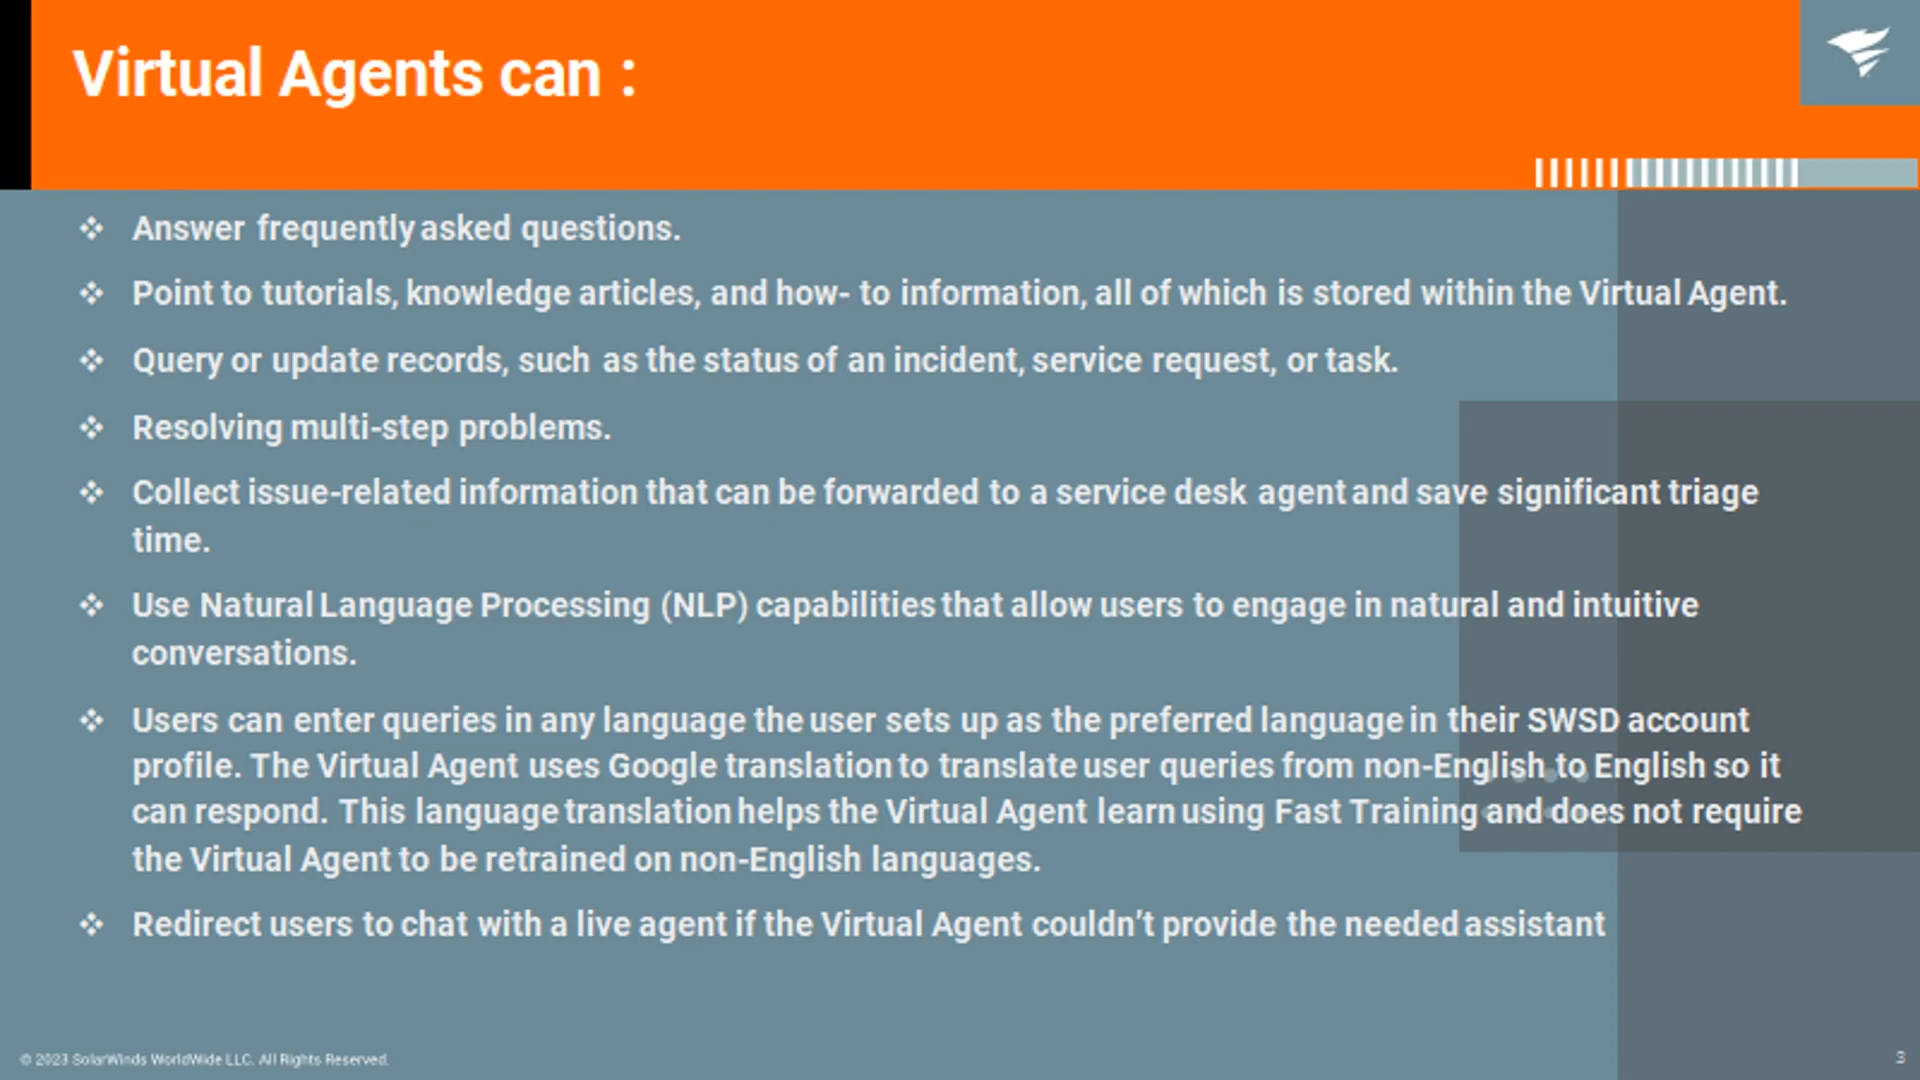 Virtual Agents can :
❖ Answer frequently asked questions.
❖ Point to tutorials, knowledge articles, and how- to information, all of which is stored within the Virtual Agent.
❖ Query or update records, such as the status of an incident, service request, or task.
❖ Resolving multi-step problems.
❖ Collect issue-related information that can be forwarded to a service desk agent and save significant triage
time.
❖ Use Natural Language Processing (NLP) capabilities that allow users to engage in natural and intuitive
conversations.
❖ Users can enter queries in any language the user sets up as the preferred language in their SWSD account
profile. The Virtual Agent uses Google translation to translate user queries from non-English to English so it
can respond. This language translation helps the Virtual Agent learn using Fast Training and does not require
the Virtual Agent to be retrained on non-English languages.
❖ Redirect users to chat with a live agent if the Virtual Agent couldn’t provide the needed assistant
© 2023 SolarWinds WorldWide LLC. All Rights Reserved.
3